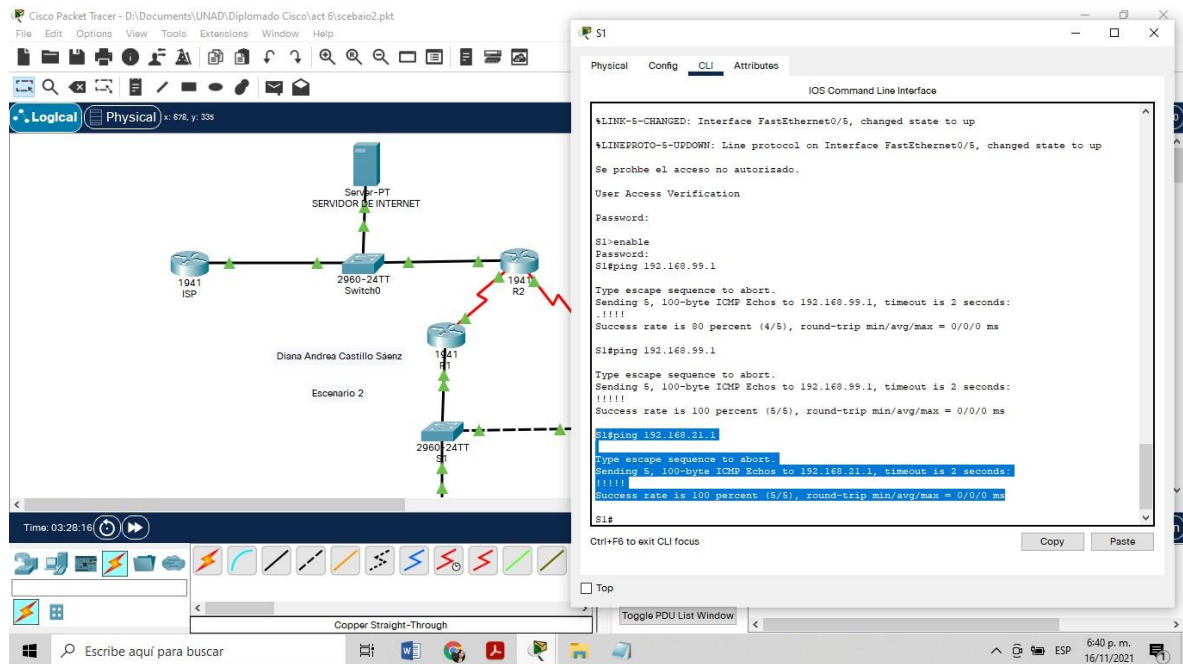 Cisco Packet Tracer - D:\Documents\UNAD\Diplomado Cisco\act 6\scebaio2.pkt
File Edit Options View Tools Extensions Window Help
Logical Physical x: 678, y: 335
Server-PT
SERVIDOR DE INTERNET
1941
ISP
2960-24TT
Switch0
1941
R2
1941
R1
Diana Andrea Castillo Sáenz
Escenario 2
2960-24TT
S1
Time: 03:28:16
Copper Straight-Through
S1
Physical Config CLI Attributes
IOS Command Line Interface
%LINK-5-CHANGED: Interface FastEthernet0/5, changed state to up
%LINEPROTO-5-UPDOWN: Line protocol on Interface FastEthernet0/5, changed state to up
Se prohbe el acceso no autorizado.
User Access Verification
Password:
S1>enable
Password:
S1#ping 192.168.99.1
Type escape sequence to abort.
Sending 5, 100-byte ICMP Echos to 192.168.99.1, timeout is 2 seconds:
.!!!!
Success rate is 80 percent (4/5), round-trip min/avg/max = 0/0/0 ms
S1#ping 192.168.99.1
Type escape sequence to abort.
Sending 5, 100-byte ICMP Echos to 192.168.99.1, timeout is 2 seconds:
!!!!!
Success rate is 100 percent (5/5), round-trip min/avg/max = 0/0/0 ms
S1#ping 192.168.21.1
Type escape sequence to abort.
Sending 5, 100-byte ICMP Echos to 192.168.21.1, timeout is 2 seconds:
!!!!!
Success rate is 100 percent (5/5), round-trip min/avg/max = 0/0/0 ms
S1#
Ctrl+F6 to exit CLI focus
Copy Paste
Top
Toggle PDU List Window
Escribe aquí para buscar
ESP
6:40 p. m.
16/11/2021